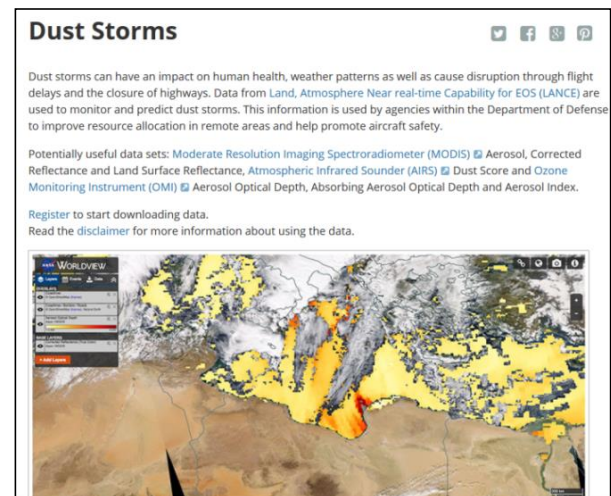 Dust Storms
Dust storms can have an impact on human health, weather patterns as well as cause disruption through flight
delays and the closure of highways. Data from Land, Atmosphere Near real-time Capability for EOS (LANCE) are
used to monitor and predict dust storms. This information is used by agencies within the Department of Defense
to improve resource allocation in remote areas and help promote aircraft safety.
Potentially useful data sets: Moderate Resolution Imaging Spectroradiometer (MODIS) Aerosol, Corrected
Reflectance and Land Surface Reflectance, Atmospheric Infrared Sounder (AIRS) Dust Score and Ozone
Monitoring Instrument (OMI) Aerosol Optical Depth, Absorbing Aerosol Optical Depth and Aerosol Index.
Register to start downloading data.
Read the disclaimer for more information about using the data.
WORLDVIEW
Layers Events Data
OVERLAYS
BASE LAYERS
+ Add Layers